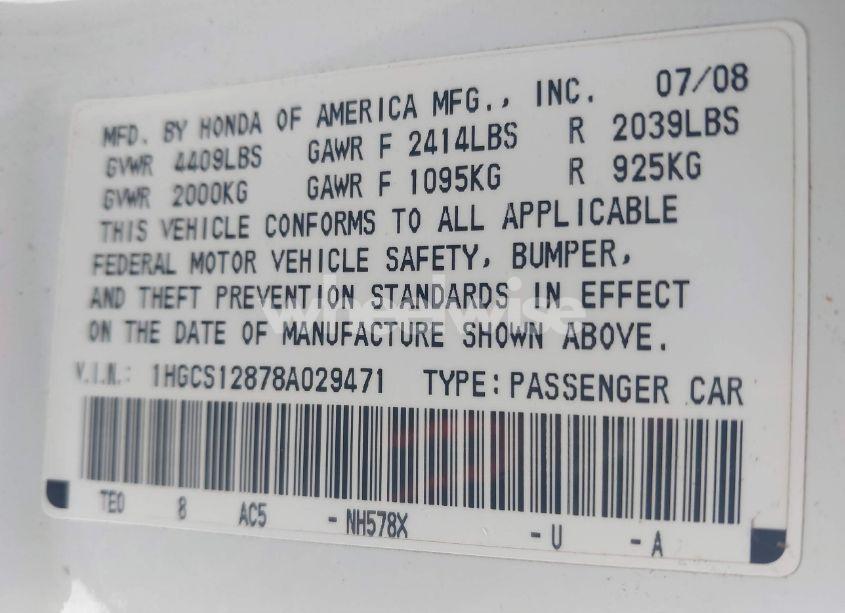 MFD. BY HONDA OF AMERICA MFG., INC. 07/08
GVWR 4409LBS GAWR F 2414LBS R 2039LBS
GVWR 2000KG GAWR F 1095KG R 925KG
THIS VEHICLE CONFORMS TO ALL APPLICABLE
FEDERAL MOTOR VEHICLE SAFETY, BUMPER,
AND THEFT PREVENTION STANDARDS IN EFFECT
wheelwise
ON THE DATE OF MANUFACTURE SHOWN ABOVE.
V.I.N.: 1HGCS12878A029471 TYPE: PASSENGER CAR
TE0 8 AC5 - NH578X - U - A